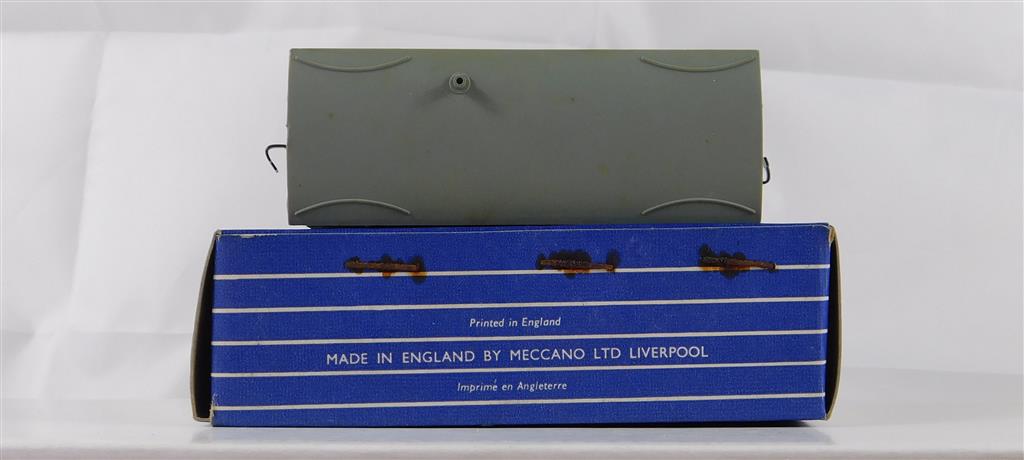 Printed in England
MADE IN ENGLAND BY MECCANO LTD LIVERPOOL
Imprimé en Angleterre